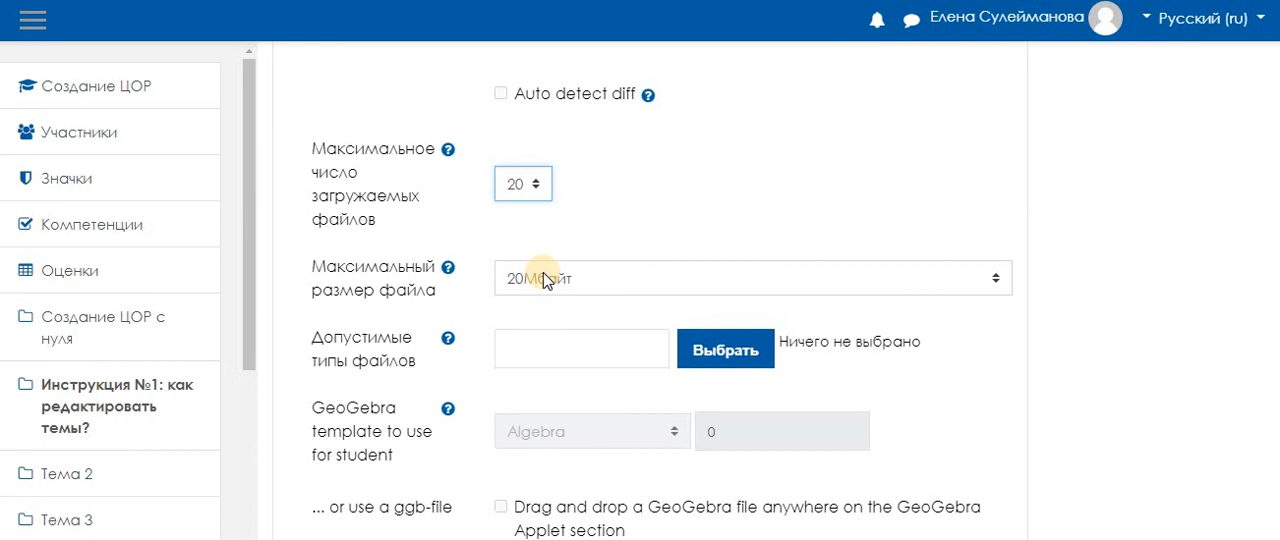 Елена Сулейманова
Русский (ru)
Создание ЦОР
Участники
Значки
Компетенции
Оценки
Создание ЦОР с
нуля
Инструкция №1: как
редактировать
темы?
Тема 2
Тема 3
Auto detect diff
Максимальное
число
загружаемых
файлов
20
Максимальный
размер файла
20Мбайт
Допустимые
типы файлов
Выбрать
Ничего не выбрано
GeoGebra
template to use
for student
Algebra
0
... or use a ggb-file
Drag and drop a GeoGebra file anywhere on the GeoGebra
Applet section